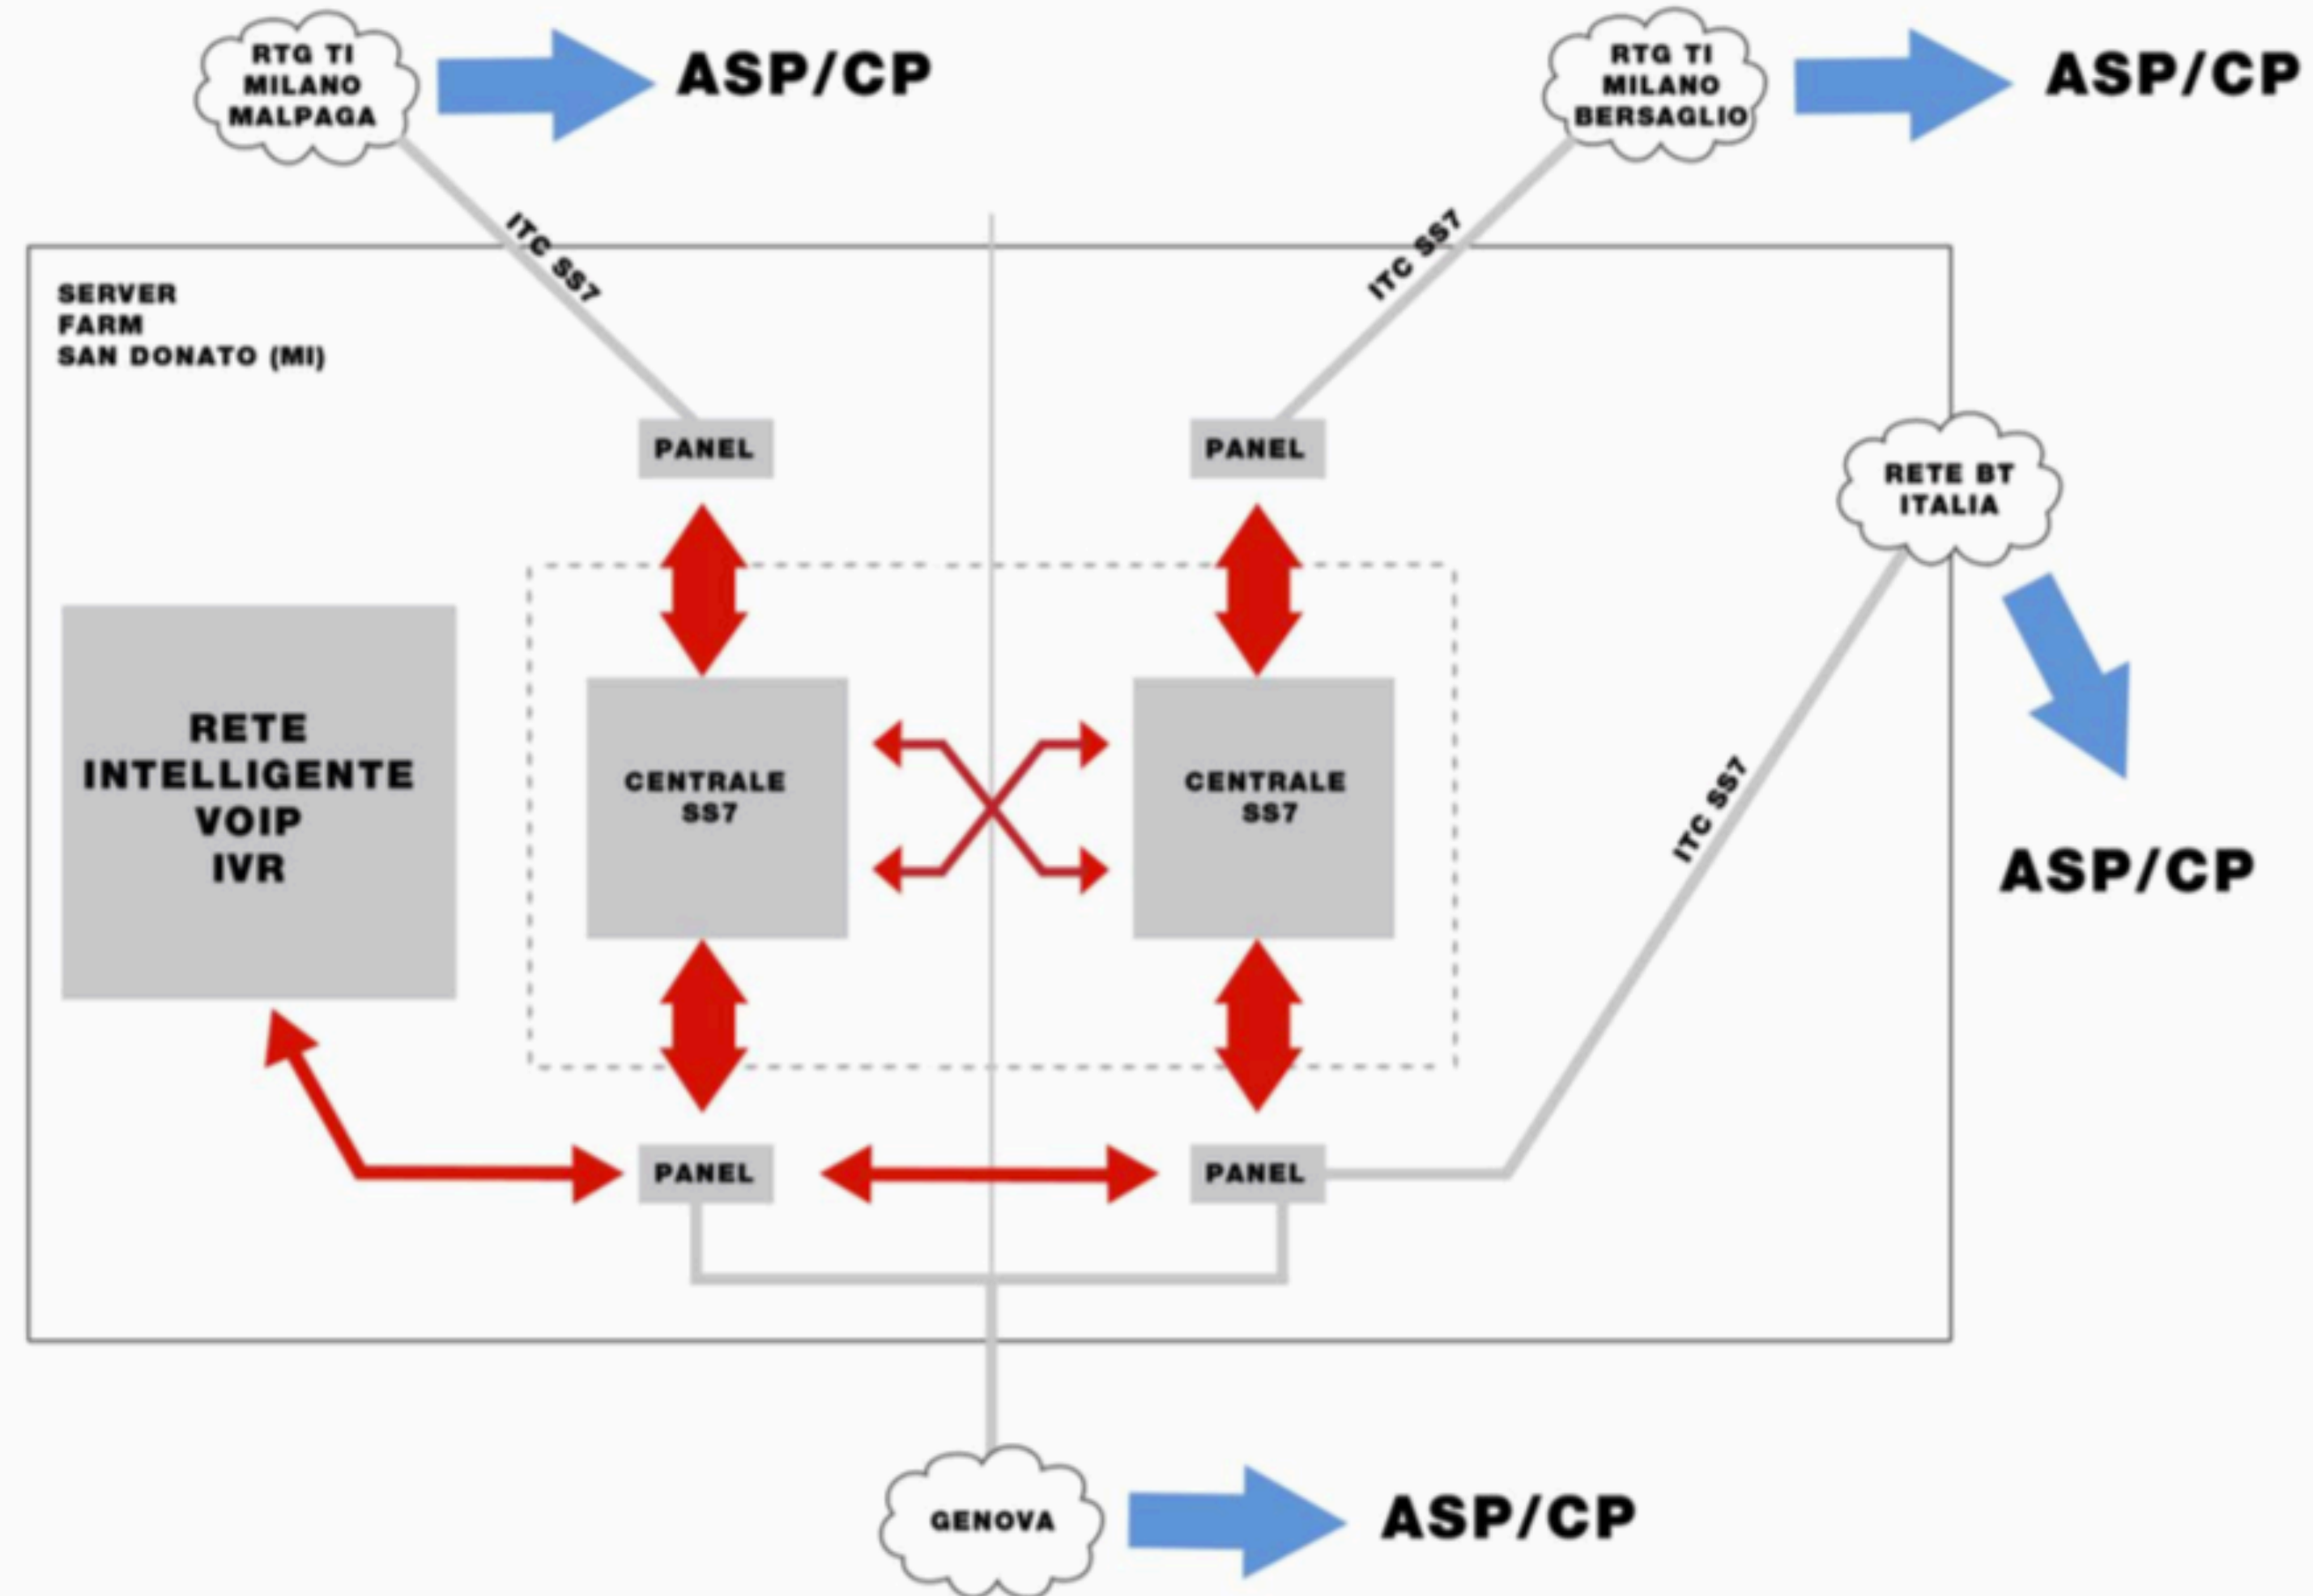 RTG TI
MILANO
MALPAGA
ASP/CP
RTG TI
MILANO
BERSAGLIO
ASP/CP
ITC SS7
ITC SS7
SERVER
FARM
SAN DONATO (MI)
PANEL
PANEL
RETE BT
ITALIA
RETE
INTELLIGENTE
VOIP
IVR
CENTRALE
SS7
CENTRALE
SS7
ITC SS7
ASP/CP
PANEL
PANEL
GENOVA
ASP/CP